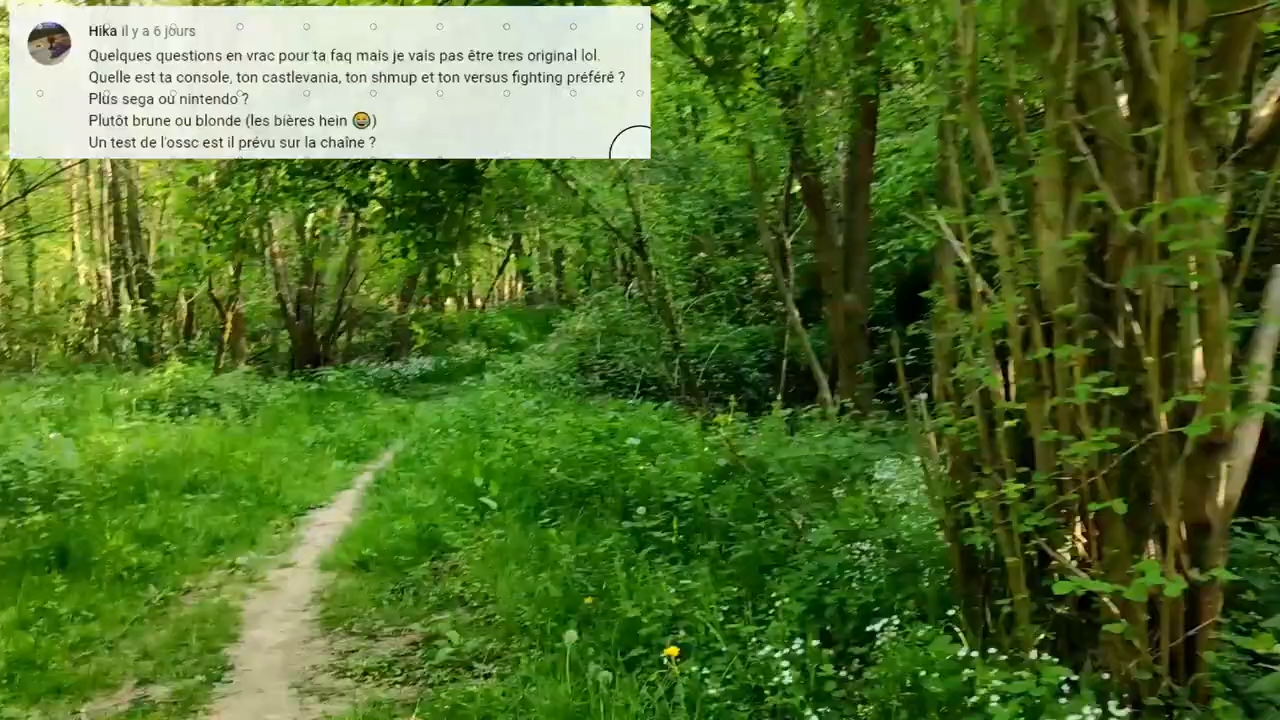 Hika il y a 6 jours
Quelques questions en vrac pour ta faq mais je vais pas être tres original lol.
Quelle est ta console, ton castlevania, ton shmup et ton versus fighting préféré ?
Plus sega ou nintendo ?
Plutôt brune ou blonde (les bières hein 😂)
Un test de l'ossc est il prévu sur la chaîne ?